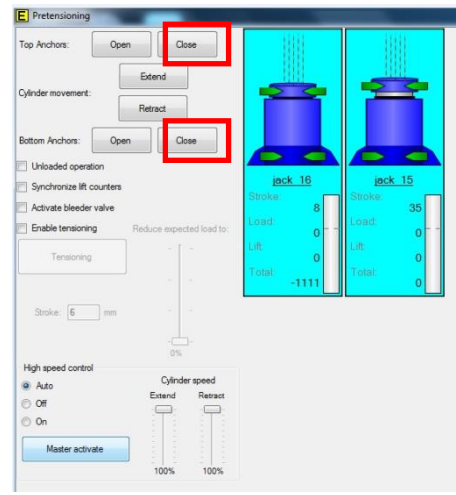 E Pretensioning
Top Anchors: Open Close
Extend
Cylinder movement:
Retract
Bottom Anchors: Open Close
Unloaded operation
Synchronize lift counters
Activate bleeder valve
Enable tensioning Reduce expected load to:
Tensioning
Stroke: 6 mm
0%
High speed control
Auto
Off
On
Master activate
Cylinder speed
Extend Retract
100% 100%
jack 16
Stroke:
8
Load:
0
Lift:
0
Total:
-1111
jack 15
Stroke:
35
Load:
0
Lift:
0
Total:
0